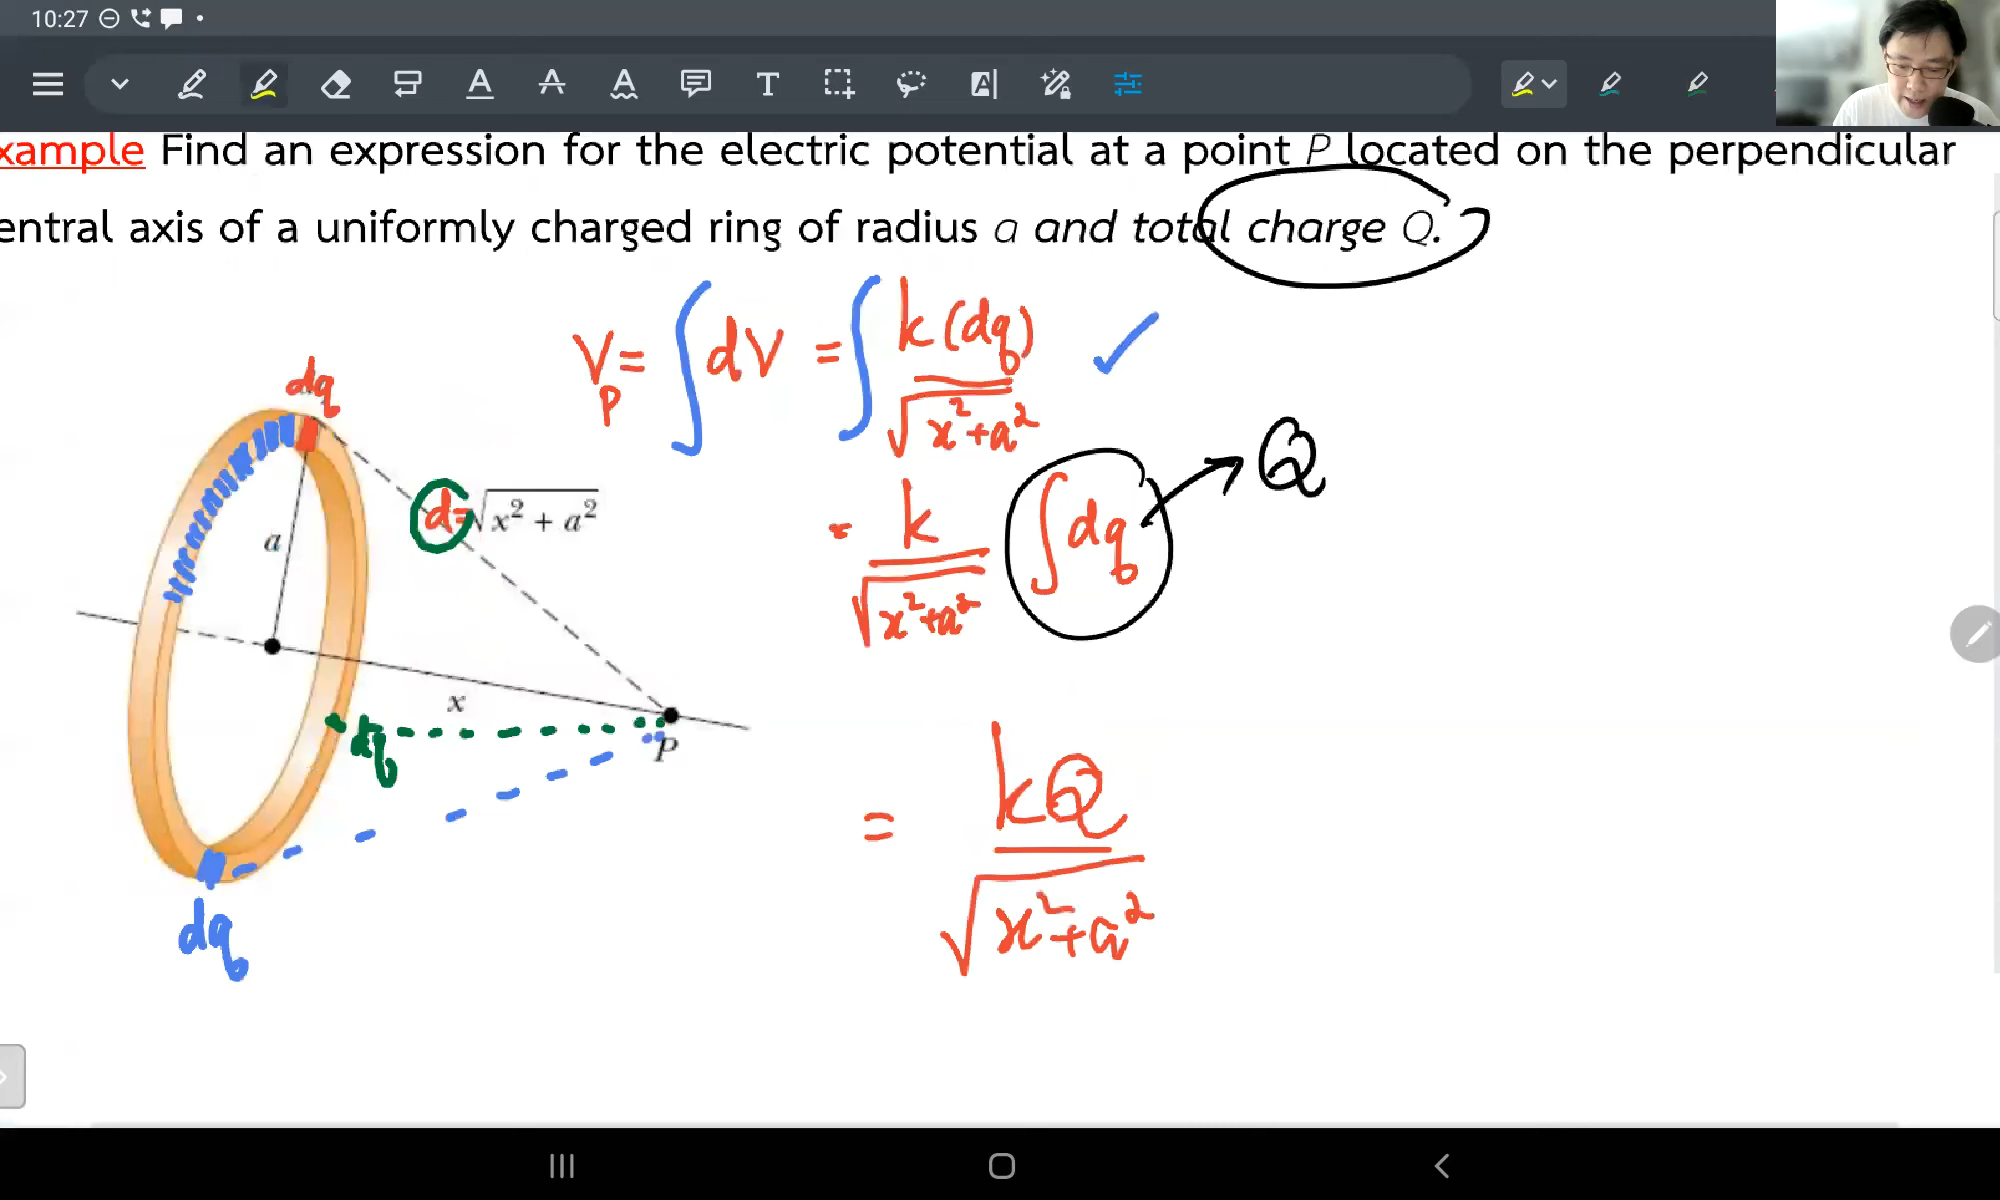 10:27
xample Find an expression for the electric potential at a point P located on the perpendicular
entral axis of a uniformly charged ring of radius a and total charge Q.
V_P = ∫ dV = ∫ k(dq) / √(x²+a²) ✓
= k / √(x²+a²) ∫ dq → Q
= kQ / √(x²+a²)
dq
d = √(x² + a²)
a
x
dq
P
dq